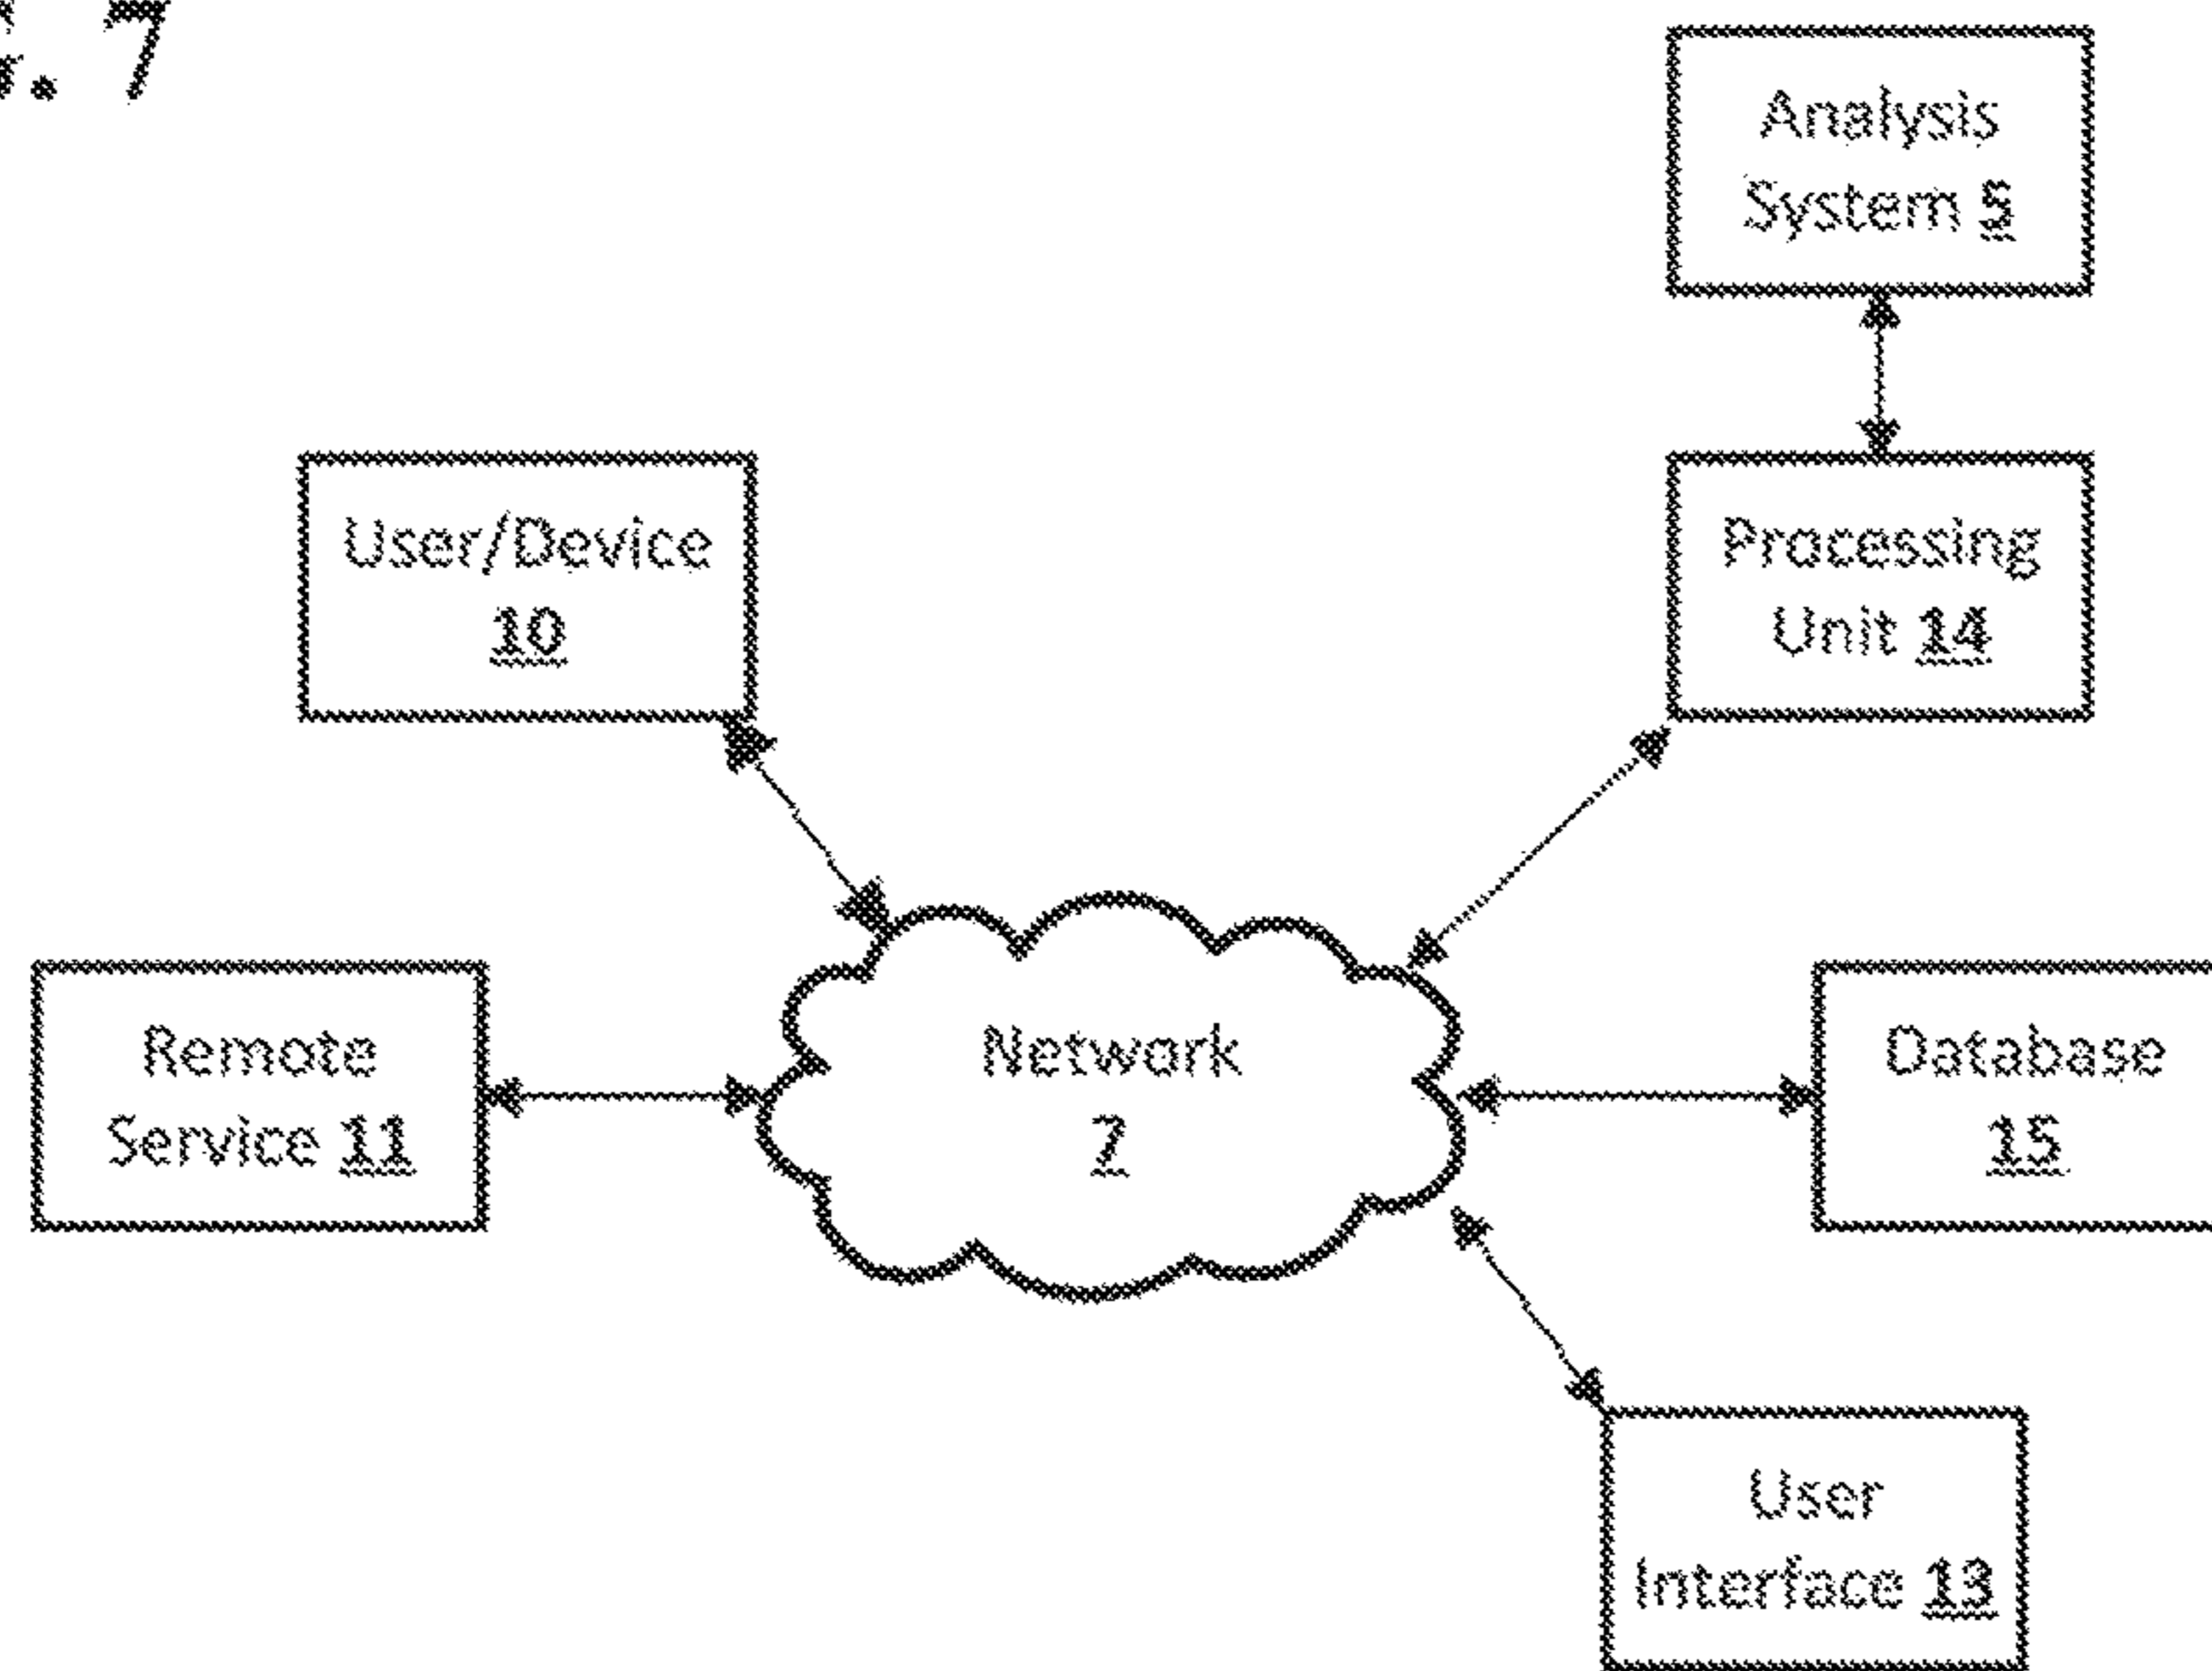 . 7
Analysis
System 5
User/Device
10
Processing
Unit 14
Remote
Service 11
Network
7
Database
15
User
Interface 13